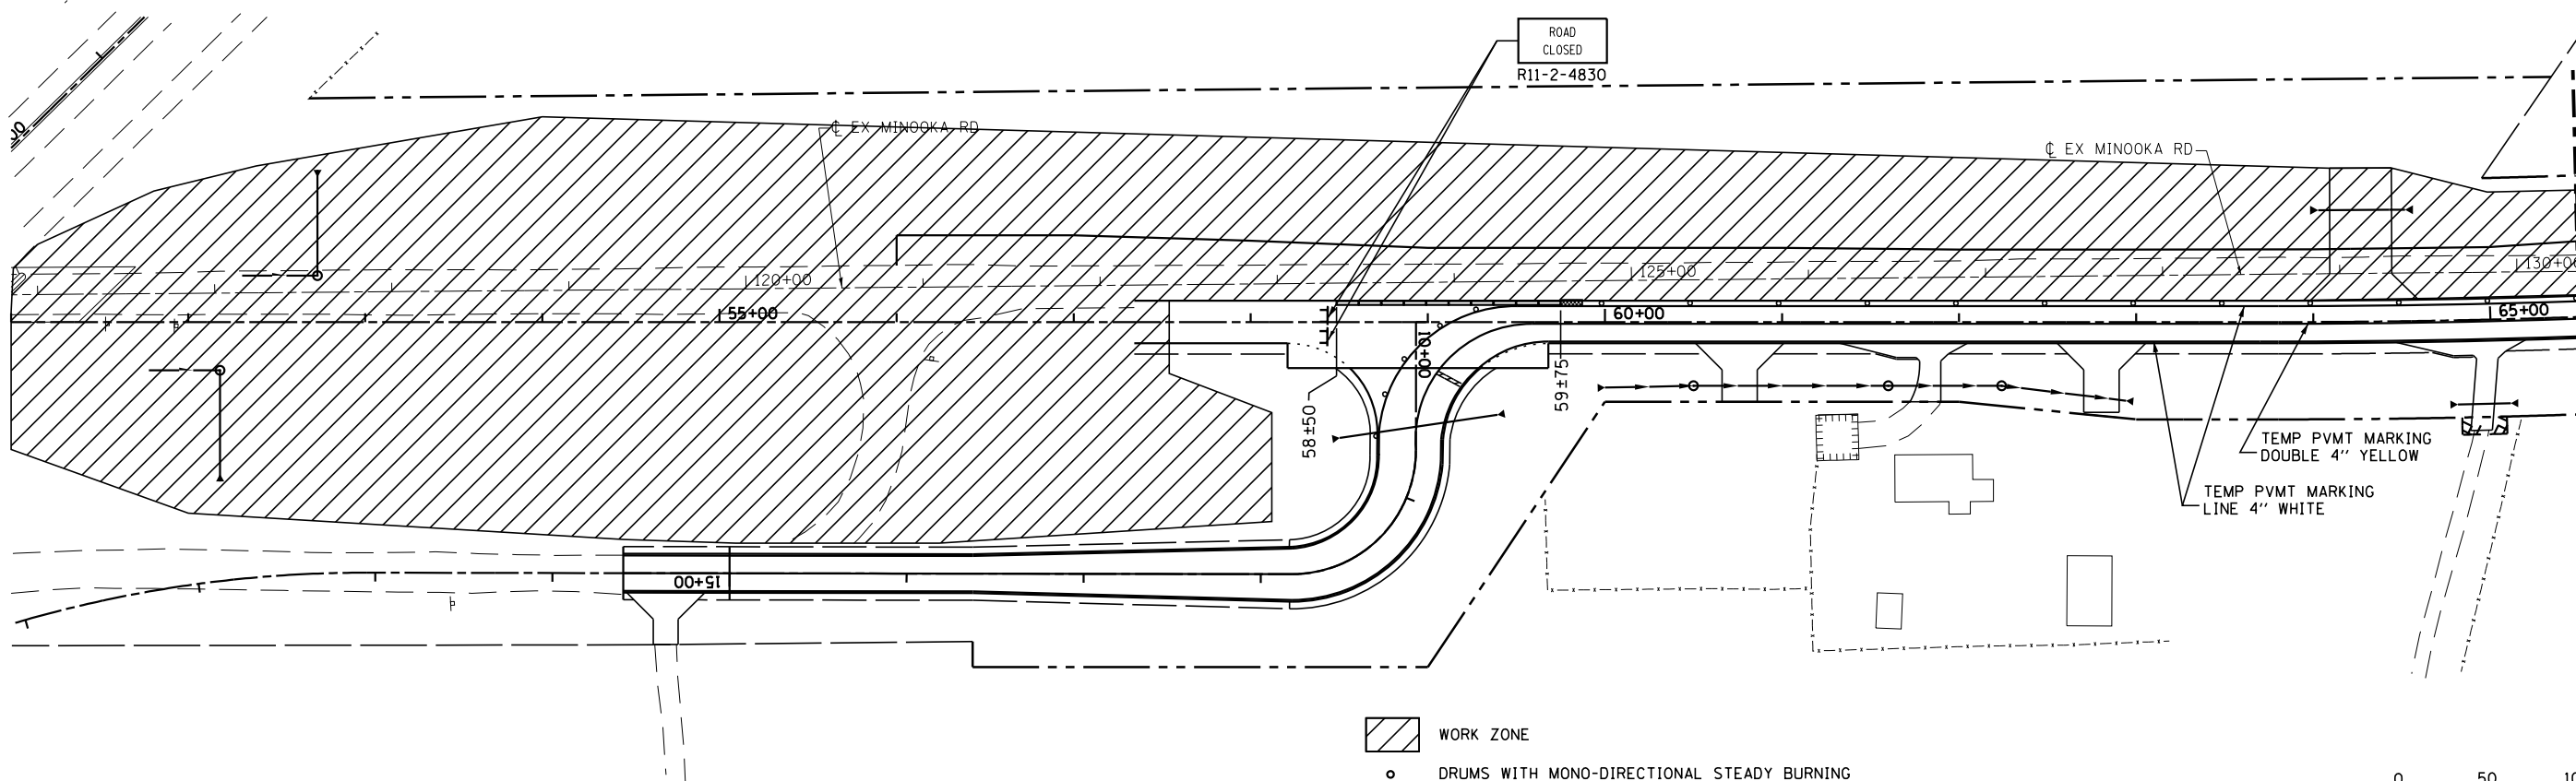 ROAD
CLOSED
R11-2-4830
℄ EX MINOOKA RD
℄ EX MINOOKA RD
120+00
125+00
130+00
55+00
60+00
65+00
10+00
58±50
59±75
TEMP PVMT MARKING
DOUBLE 4'' YELLOW
TEMP PVMT MARKING
LINE 4'' WHITE
15+00
WORK ZONE
DRUMS WITH MONO-DIRECTIONAL STEADY BURNING
0 50